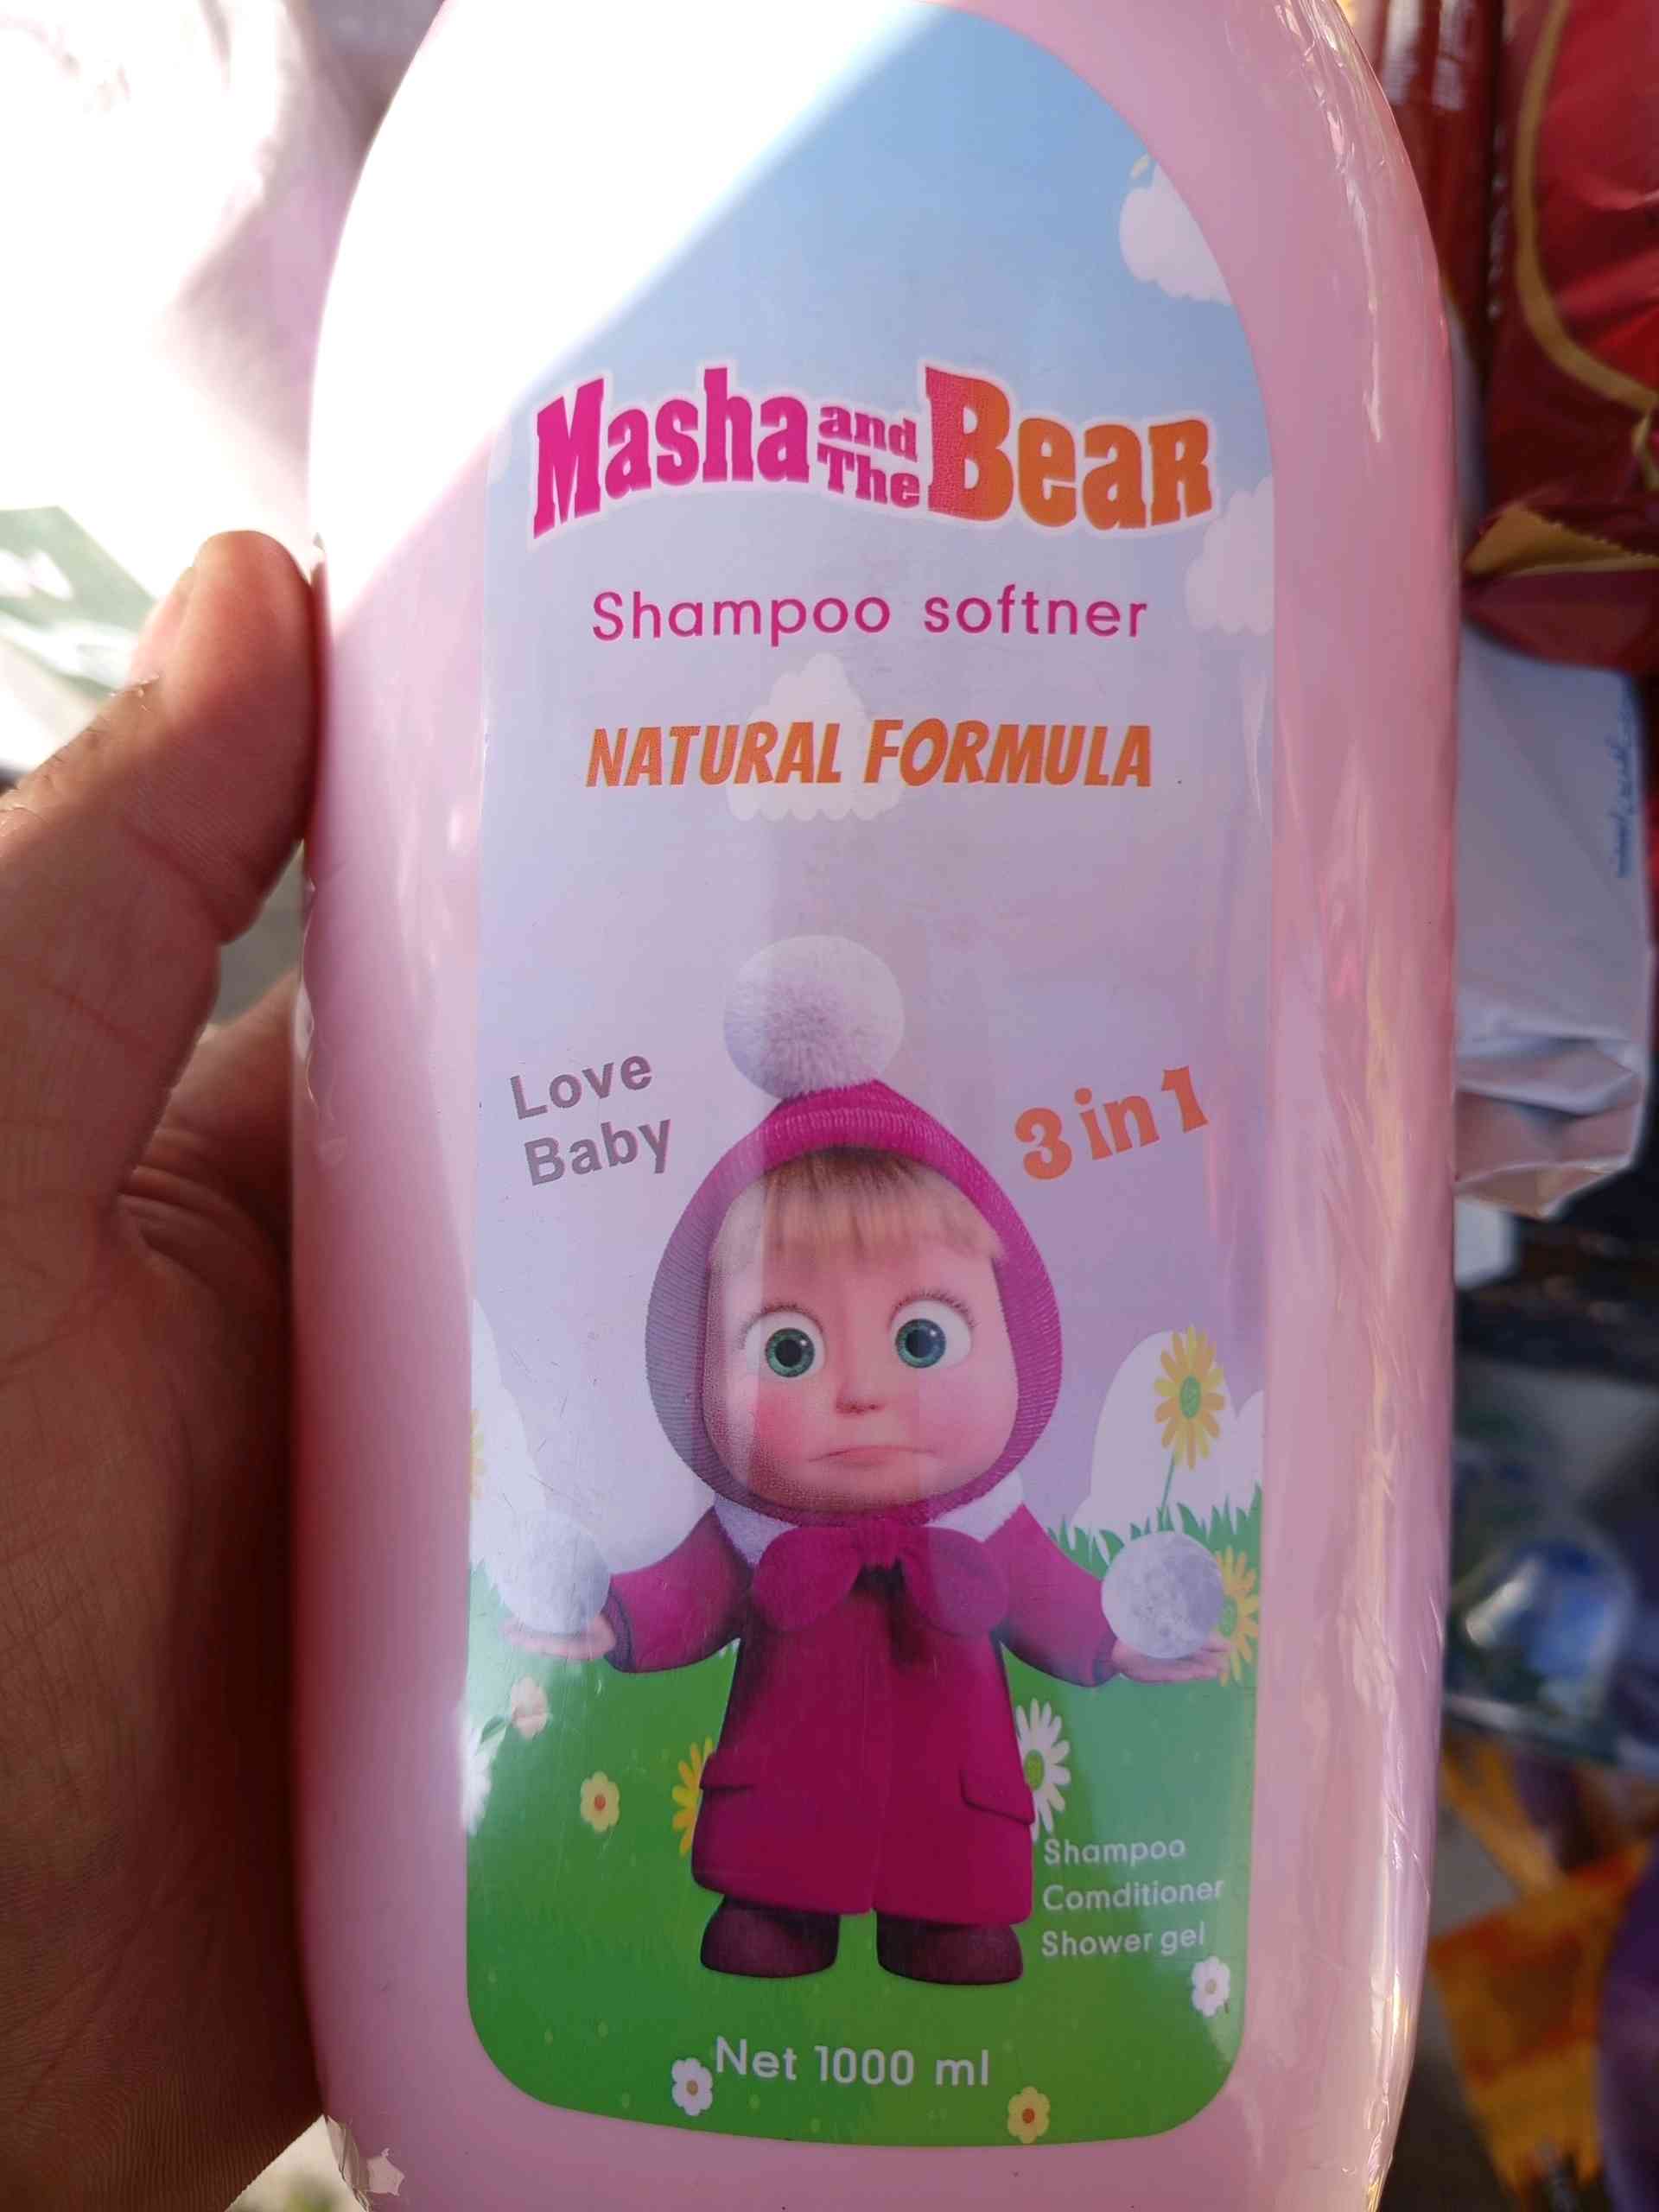 Masha and The Bear
Shampoo softner
NATURAL FORMULA
Love
Baby
3 in 1
Shampoo
Comditioner
Shower gel
Net 1000 ml